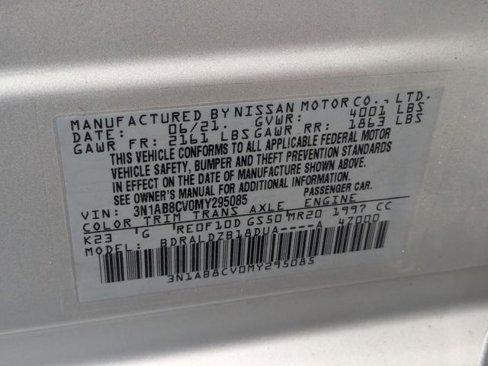 MANUFACTURED BY NISSAN MOTOR CO., LTD.
DATE: 06/21. GVWR: 4001 LBS
GAWR FR: 2161 LBS GAWR RR: 1863 LBS
THIS VEHICLE CONFORMS TO ALL APPLICABLE FEDERAL MOTOR
VEHICLE SAFETY, BUMPER AND THEFT PREVENTION STANDARDS
IN EFFECT ON THE DATE OF MANUFACTURE SHOWN ABOVE.
SEE OWNER'S MANUAL FOR ADDITIONAL INFORMATION.
VIN: 3N1AB8CV0MY295085 PASSENGER CAR.
COLOR TRIM TRANS AXLE ENGINE
K23 G RE0F10D GS50 MR20 1997 CC
MODEL: BDRALDZB18DUA----A 47000
3N1AB8CV0MY295085